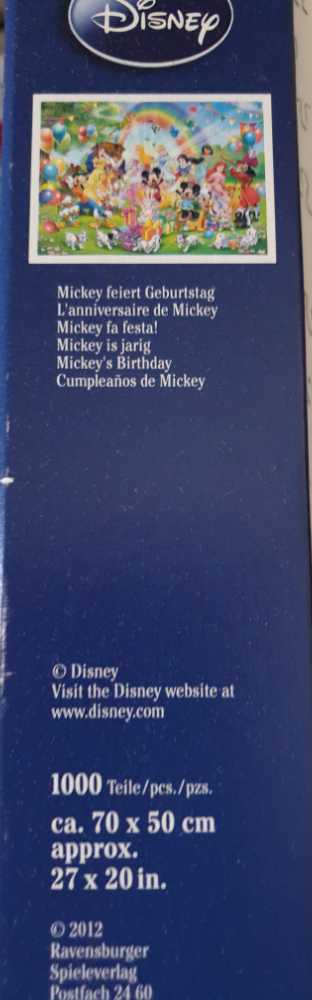 Disney
Mickey feiert Geburtstag
L'anniversaire de Mickey
Mickey fa festa!
Mickey is jarig
Mickey's Birthday
Cumpleaños de Mickey
© Disney
Visit the Disney website at
www.disney.com
1000 Teile/pcs./pzs.
ca. 70 x 50 cm
approx.
27 x 20 in.
© 2012
Ravensburger
Spieleverlag
Postfach 24 60